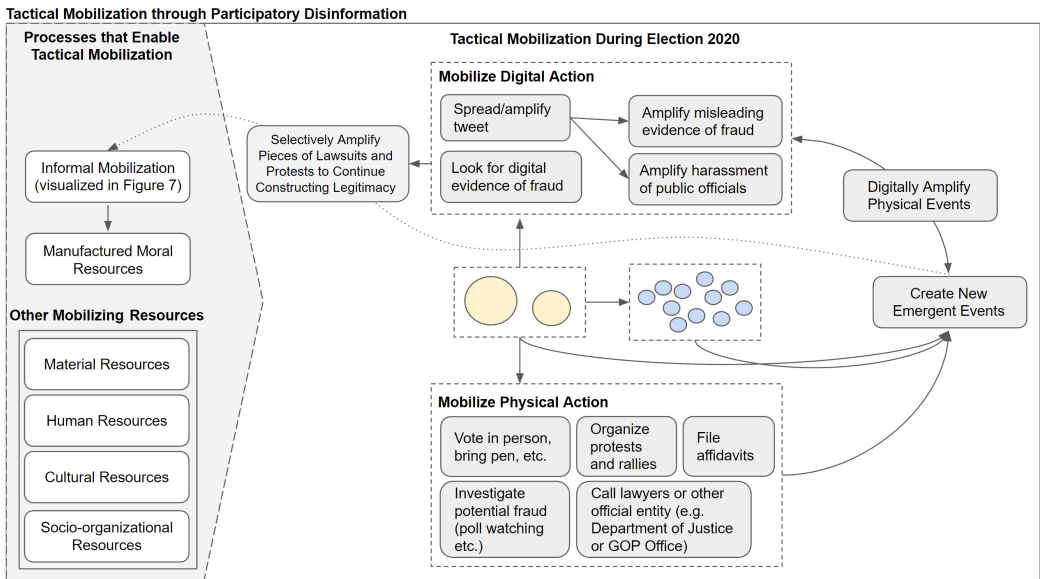 Tactical Mobilization through Participatory Disinformation
Processes that Enable
Tactical Mobilization
Informal Mobilization
(visualized in Figure 7)
Manufactured Moral
Resources
Other Mobilizing Resources
Material Resources
Human Resources
Cultural Resources
Socio-organizational
Resources
Tactical Mobilization During Election 2020
Selectively Amplify
Pieces of Lawsuits and
Protests to Continue
Constructing Legitimacy
Mobilize Digital Action
Spread/amplify
tweet
Look for digital
evidence of fraud
Amplify misleading
evidence of fraud
Amplify harassment
of public officials
Digitally Amplify
Physical Events
Create New
Emergent Events
Mobilize Physical Action
Vote in person,
bring pen, etc.
Organize
protests
and rallies
File
affidavits
Investigate
potential fraud
(poll watching
etc.)
Call lawyers or other
official entity (e.g.
Department of Justice
or GOP Office)